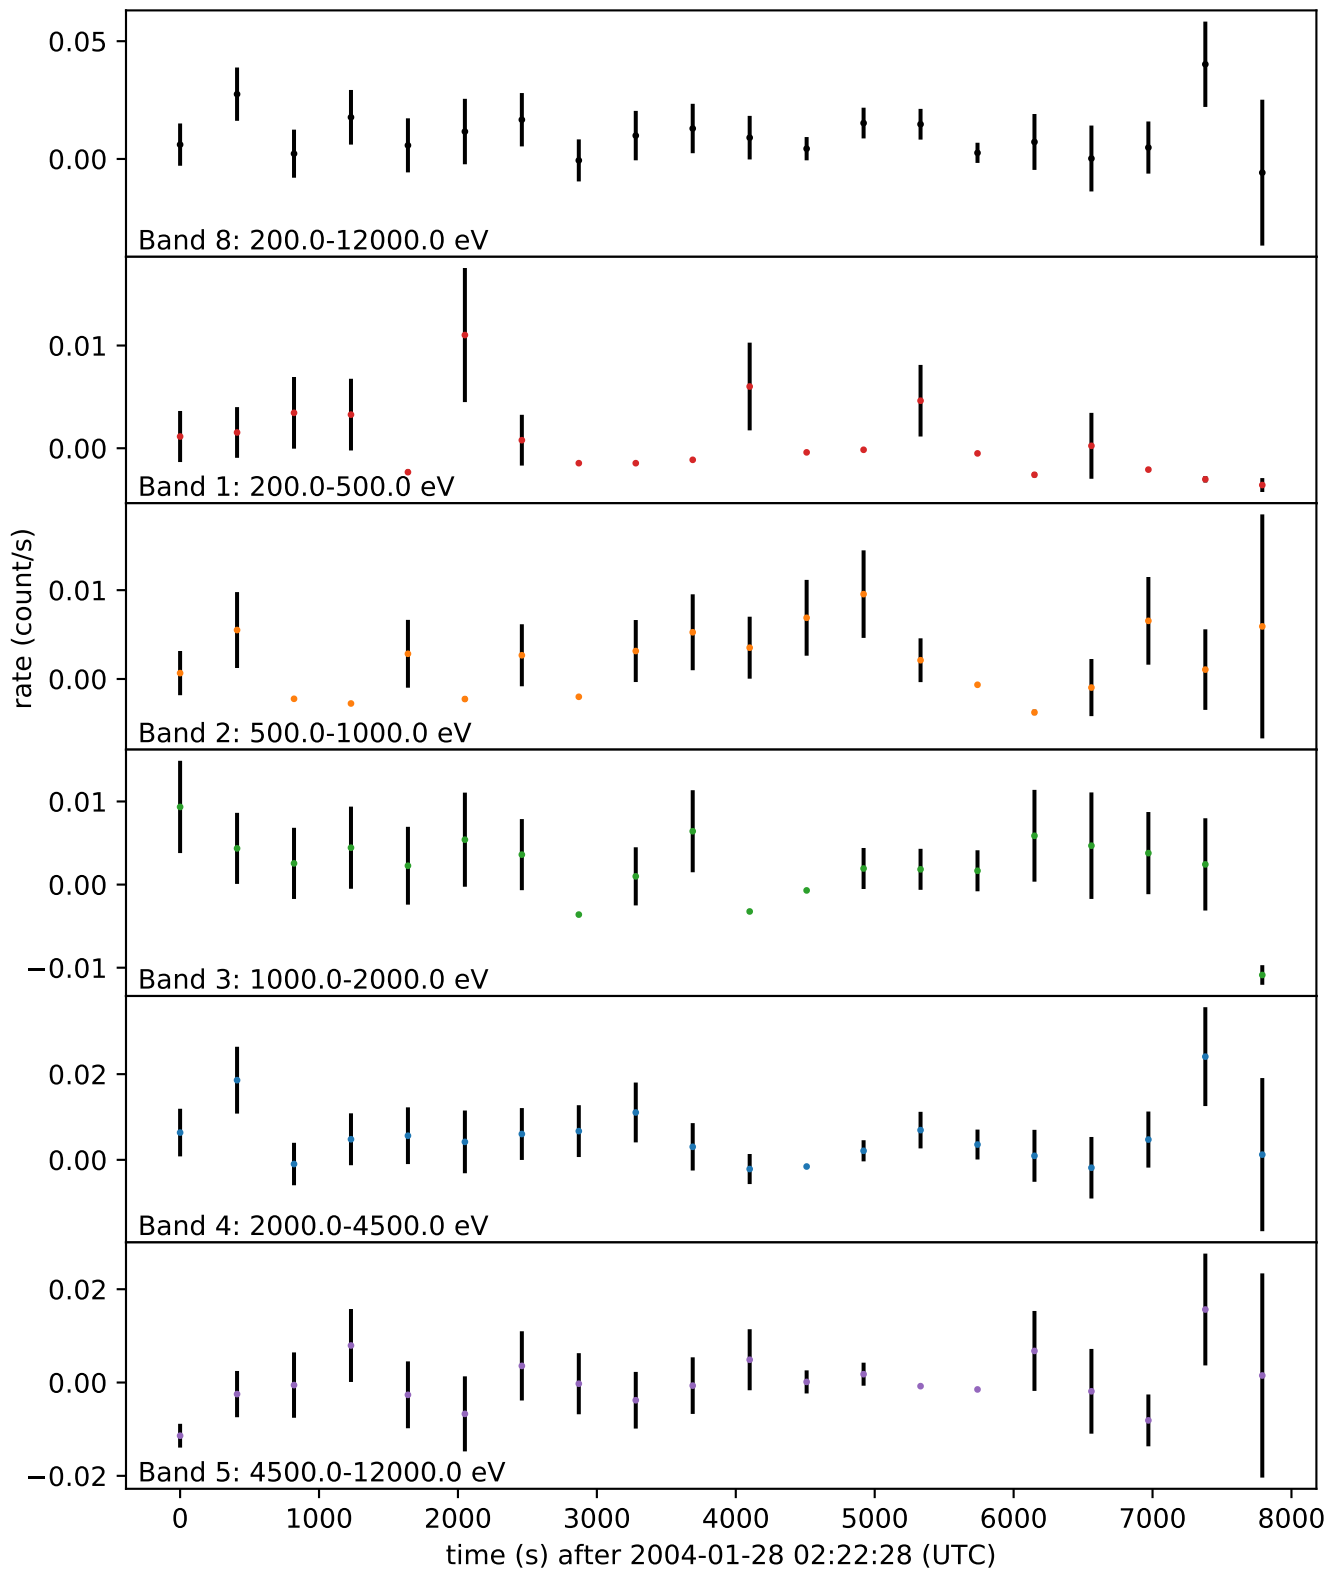 0.05
0.00
Band 8: 200.0-12000.0 eV
0.01
0.00
Band 1: 200.0-500.0 eV
rate (count/s)
0.01
0.00
Band 2: 500.0-1000.0 eV
0.01
0.00
−0.01
Band 3: 1000.0-2000.0 eV
0.02
0.00
Band 4: 2000.0-4500.0 eV
0.02
0.00
−0.02
Band 5: 4500.0-12000.0 eV
0 1000 2000 3000 4000 5000 6000 7000 8000
time (s) after 2004-01-28 02:22:28 (UTC)